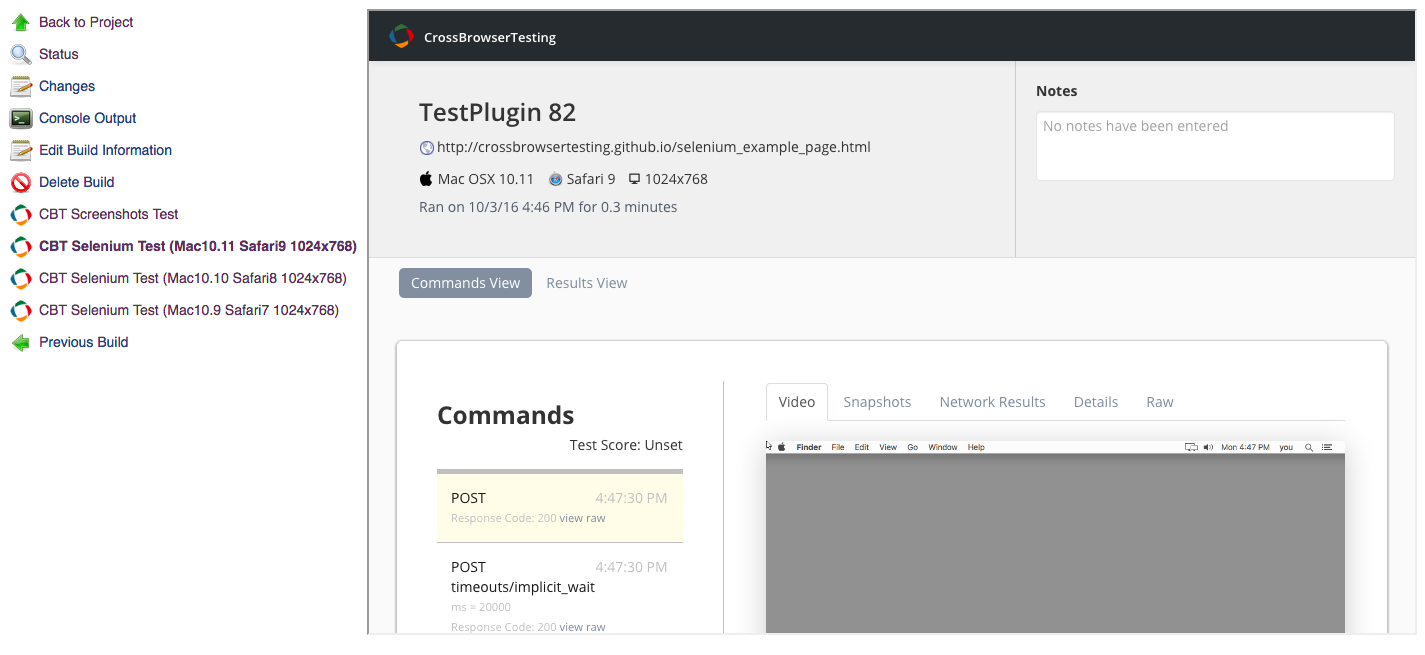 Back to Project
Status
Changes
Console Output
Edit Build Information
Delete Build
CBT Screenshots Test
CBT Selenium Test (Mac10.11 Safari9 1024x768)
CBT Selenium Test (Mac10.10 Safari8 1024x768)
CBT Selenium Test (Mac10.9 Safari7 1024x768)
Previous Build
CrossBrowserTesting
TestPlugin 82
http://crossbrowsertesting.github.io/selenium_example_page.html
Mac OSX 10.11 Safari 9 1024x768
Ran on 10/3/16 4:46 PM for 0.3 minutes
Notes
No notes have been entered
Commands View Results View
Commands
Test Score: Unset
POST 4:47:30 PM
Response Code: 200 view raw
POST 4:47:30 PM
timeouts/implicit_wait
ms = 20000
Response Code: 200 view raw
Video Snapshots Network Results Details Raw
Finder File Edit View Go Window Help Mon 4:47 PM you